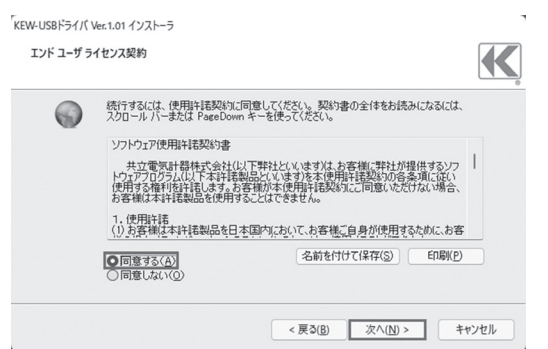 KEW-USBドライバ Ver.1.01 インストーラ
エンド ユーザ ライセンス契約
続行するには、使用許諾契約に同意してください。契約書の全体をお読みになるには、
スクロール バーまたは PageDown キーを使ってください。
ソフトウェア使用許諾契約書
共立電気計器株式会社(以下弊社といいます)は、お客様に弊社が提供するソフ
トウェアプログラム(以下本許諾製品といいます)を本使用許諾契約の各条項に従い
使用する権利を許諾します。お客様が本使用許諾契約にご同意いただけない場合、
お客様は本許諾製品を使用することはできません。
1. 使用許諾
(1) お客様は本許諾製品を日本国内において、お客様ご自身が使用するために、お客
同意する(A)
名前を付けて保存(S)
印刷(P)
同意しない(O)
< 戻る(B)
次へ(N) >
キャンセル